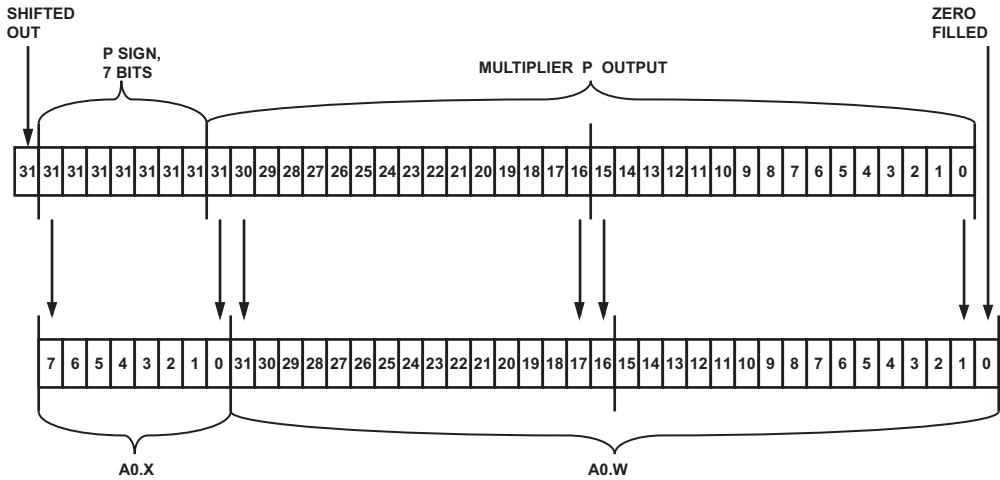 SHIFTED
OUT
ZERO
FILLED
P SIGN,
7 BITS
MULTIPLIER P OUTPUT
31 31 31 31 31 31 31 31 31 30 29 28 27 26 25 24 23 22 21 20 19 18 17 16 15 14 13 12 11 10 9 8 7 6 5 4 3 2 1 0
7 6 5 4 3 2 1 0 31 30 29 28 27 26 25 24 23 22 21 20 19 18 17 16 15 14 13 12 11 10 9 8 7 6 5 4 3 2 1 0
A0.X
A0.W